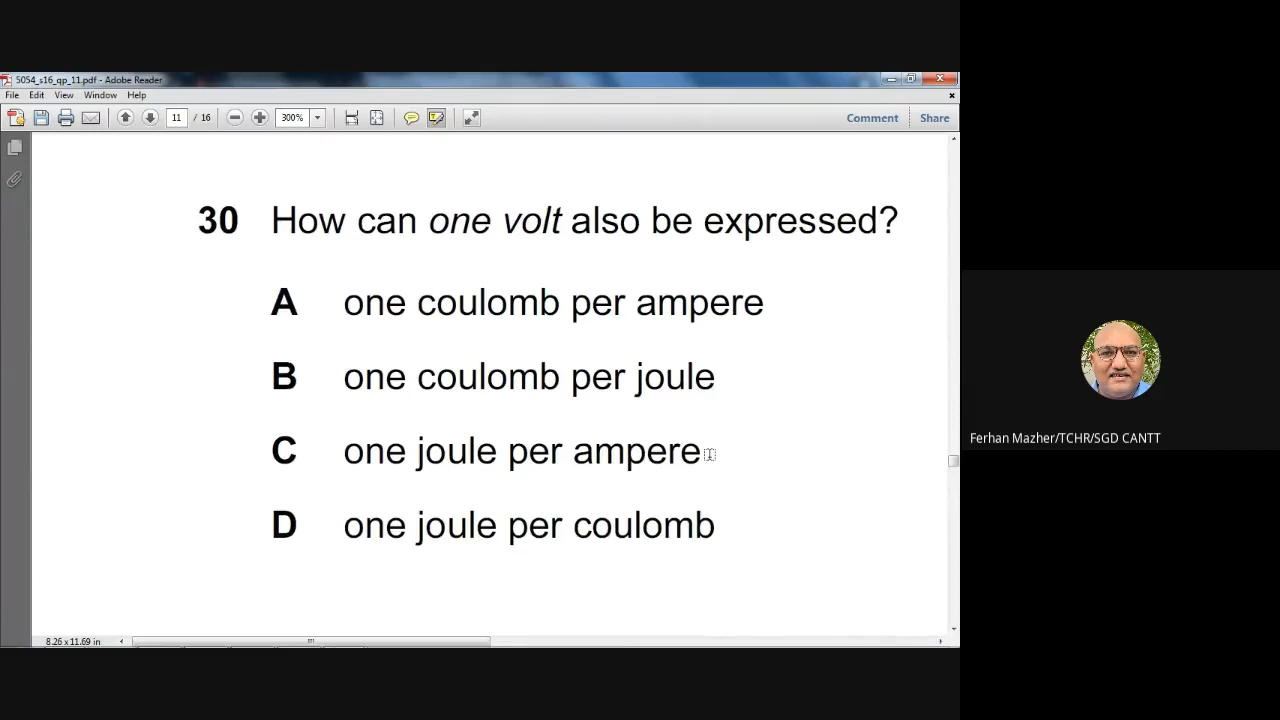 5054_s16_qp_11.pdf - Adobe Reader
File Edit View Window Help
11 / 16 300% Comment Share
30 How can one volt also be expressed?
A one coulomb per ampere
B one coulomb per joule
C one joule per ampere
D one joule per coulomb
Ferhan Mazher/TCHR/SGD CANTT
8.26 x 11.69 in